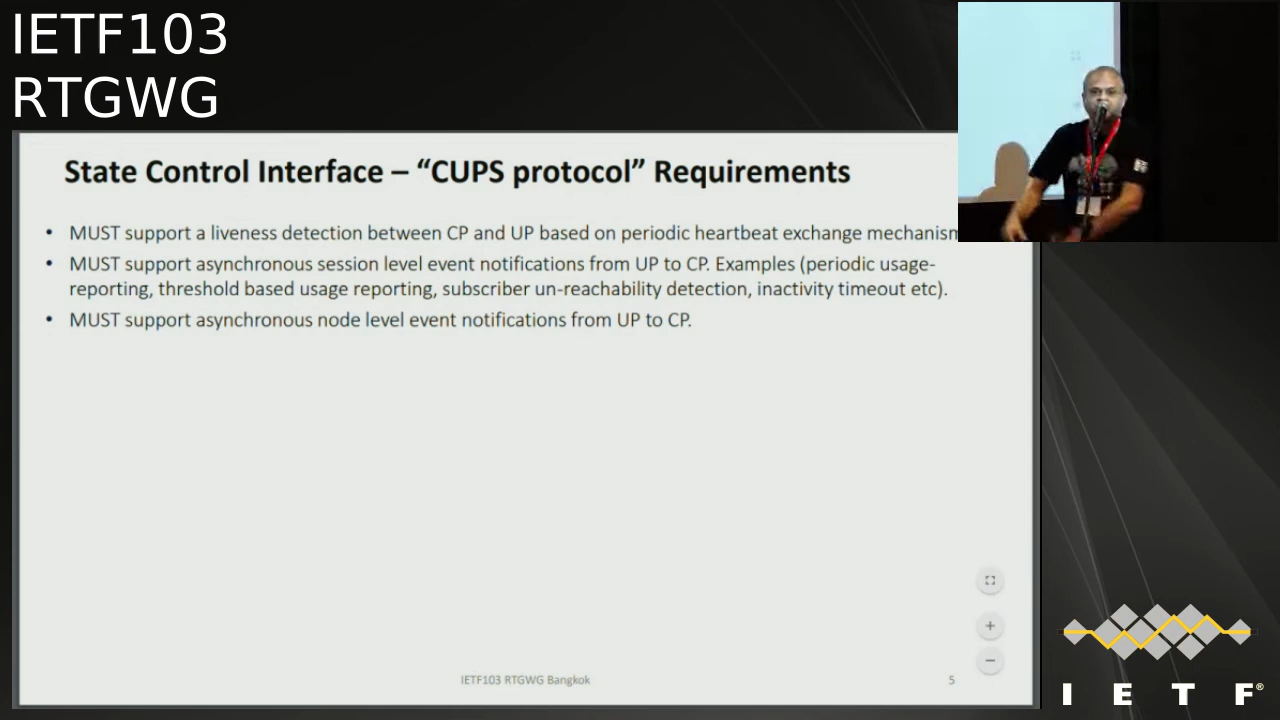 IETF103
RTGWG
State Control Interface – “CUPS protocol” Requirements
• MUST support a liveness detection between CP and UP based on periodic heartbeat exchange mechanism
• MUST support asynchronous session level event notifications from UP to CP. Examples (periodic usage-
reporting, threshold based usage reporting, subscriber un-reachability detection, inactivity timeout etc).
• MUST support asynchronous node level event notifications from UP to CP.
IETF103 RTGWG Bangkok
5
I E T F®